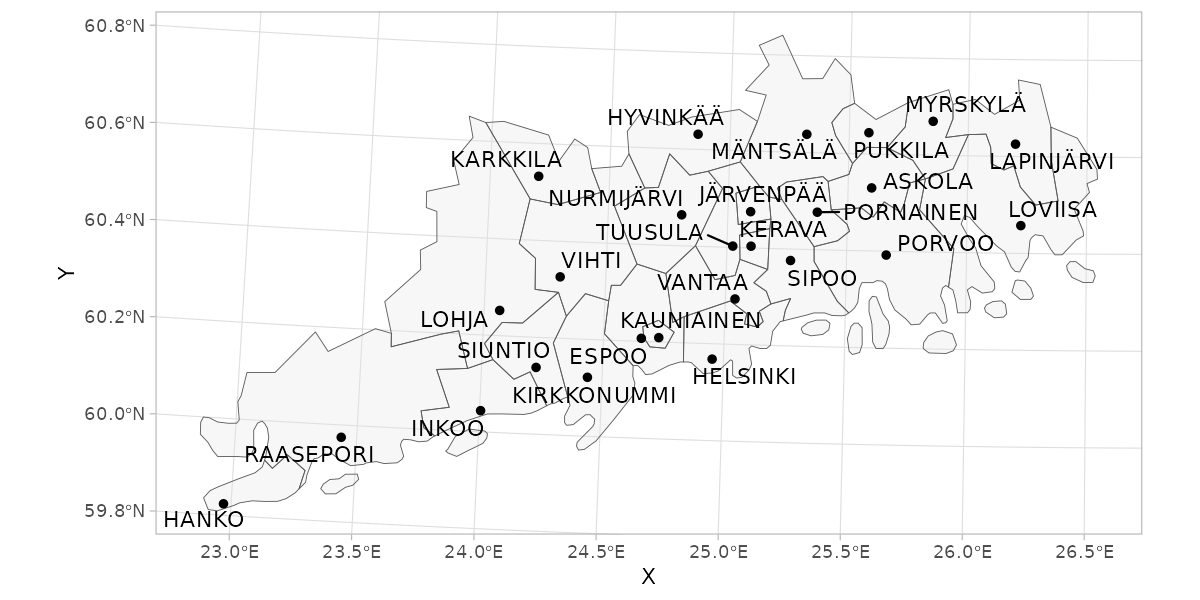 60.8°N
60.6°N
60.4°N
60.2°N
60.0°N
59.8°N
Y
MYRSKYLÄ
HYVINKÄÄ
MÄNTSÄLÄ
PUKKILA
KARKKILA
LAPINJÄRVI
ASKOLA
NURMIJÄRVI
JÄRVENPÄÄ
PORNAINEN
LOVIISA
TUUSULA
KERAVA
PORVOO
VIHTI
VANTAA
SIPOO
LOHJA
KAUNIAINEN
SIUNTIO
ESPOO
HELSINKI
KIRKKONUMMI
INKOO
RAASEPORI
HANKO
23.0°E
23.5°E
24.0°E
24.5°E
25.0°E
25.5°E
26.0°E
26.5°E
X